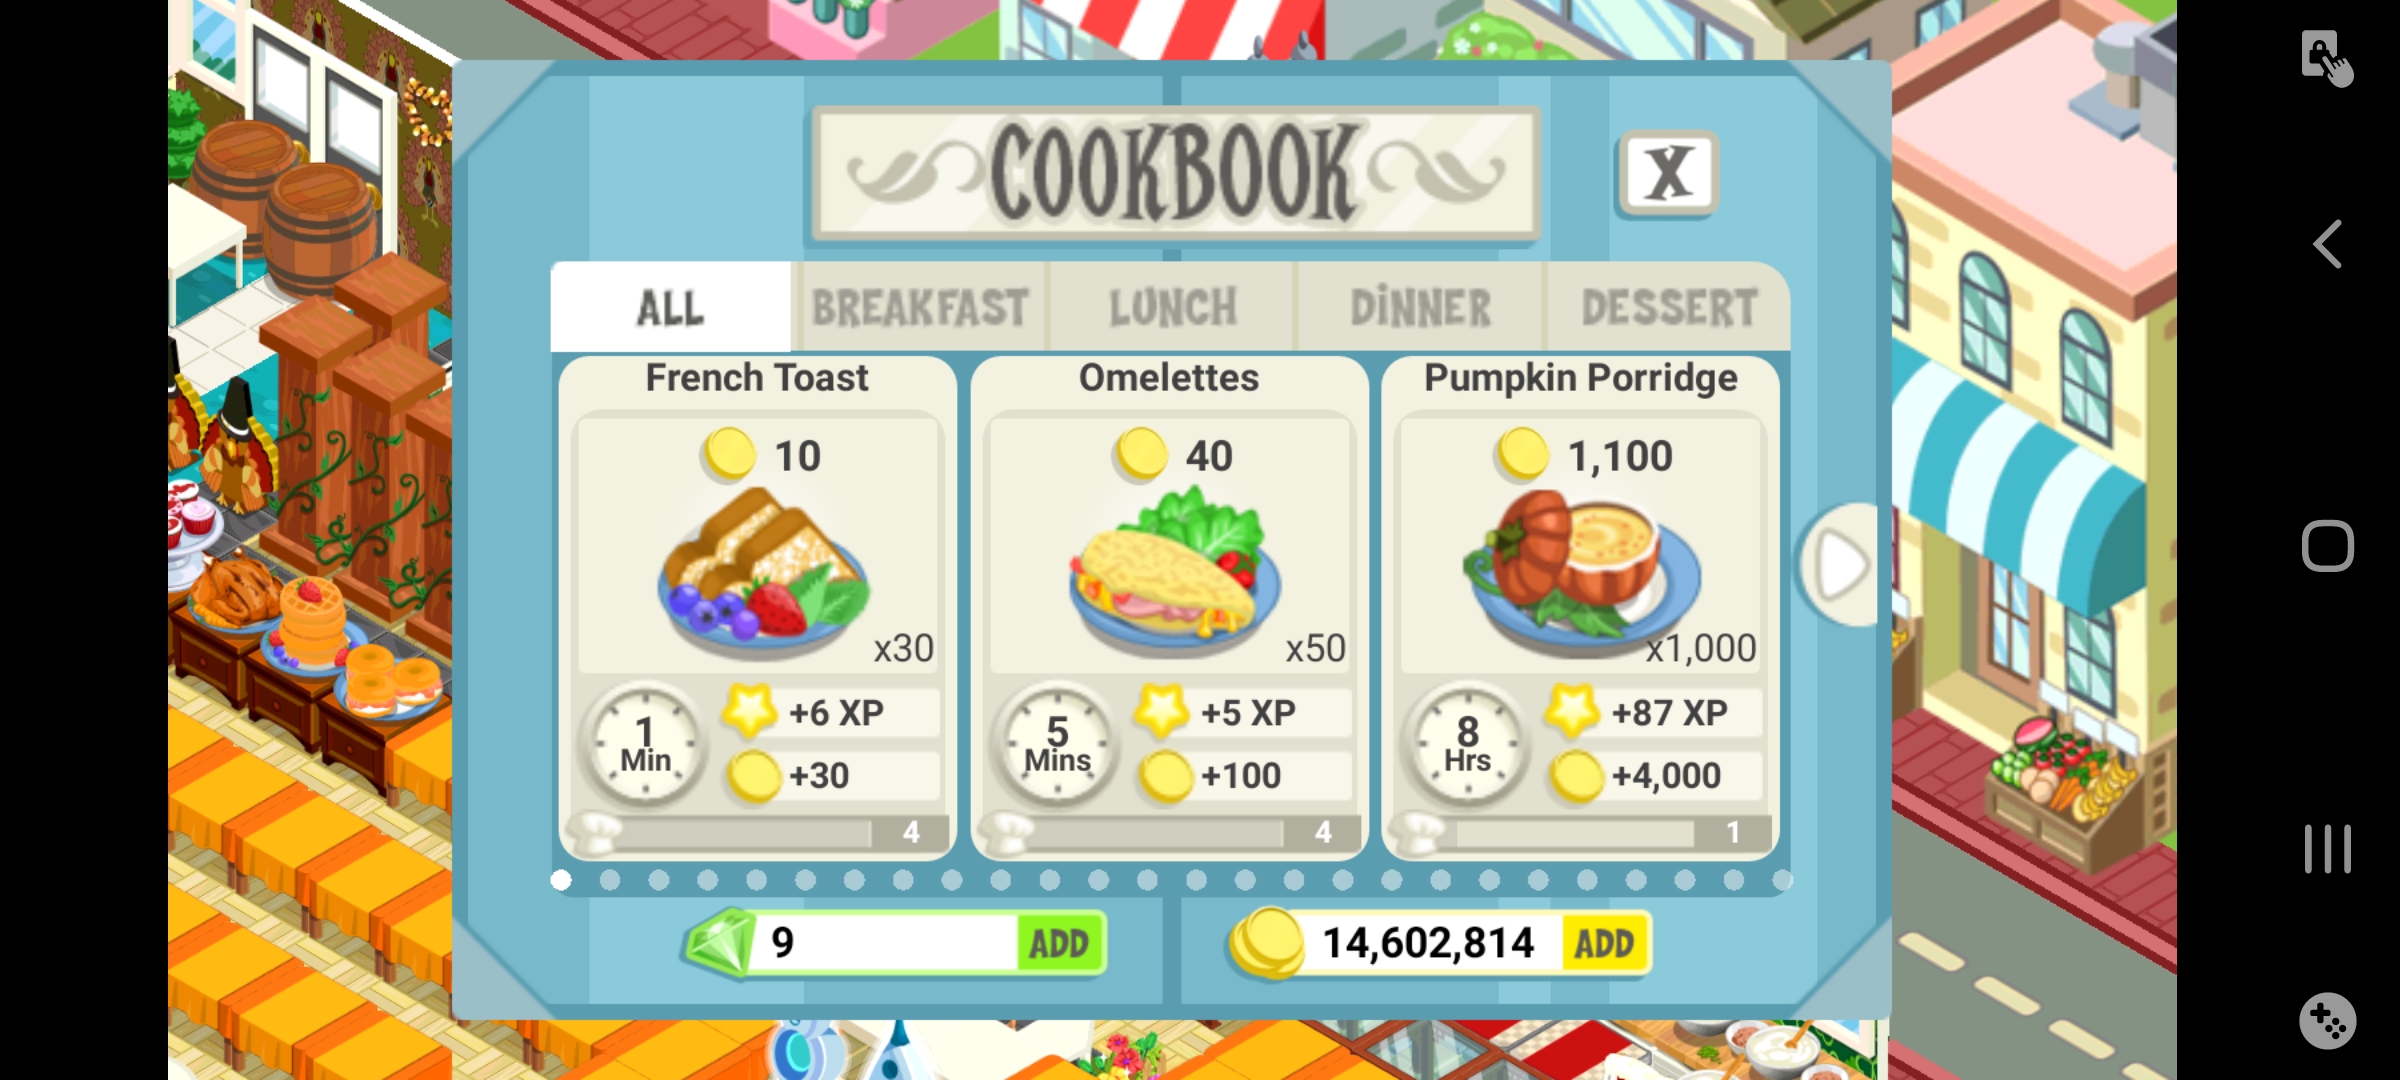 COOKBOOK
X
ALL
BREAKFAST
LUNCH
DINNER
DESSERT
French Toast
10
x30
1
Min
+6 XP
+30
4
Omelettes
40
x50
5
Mins
+5 XP
+100
4
Pumpkin Porridge
1,100
x1,000
8
Hrs
+87 XP
+4,000
1
9
ADD
14,602,814
ADD